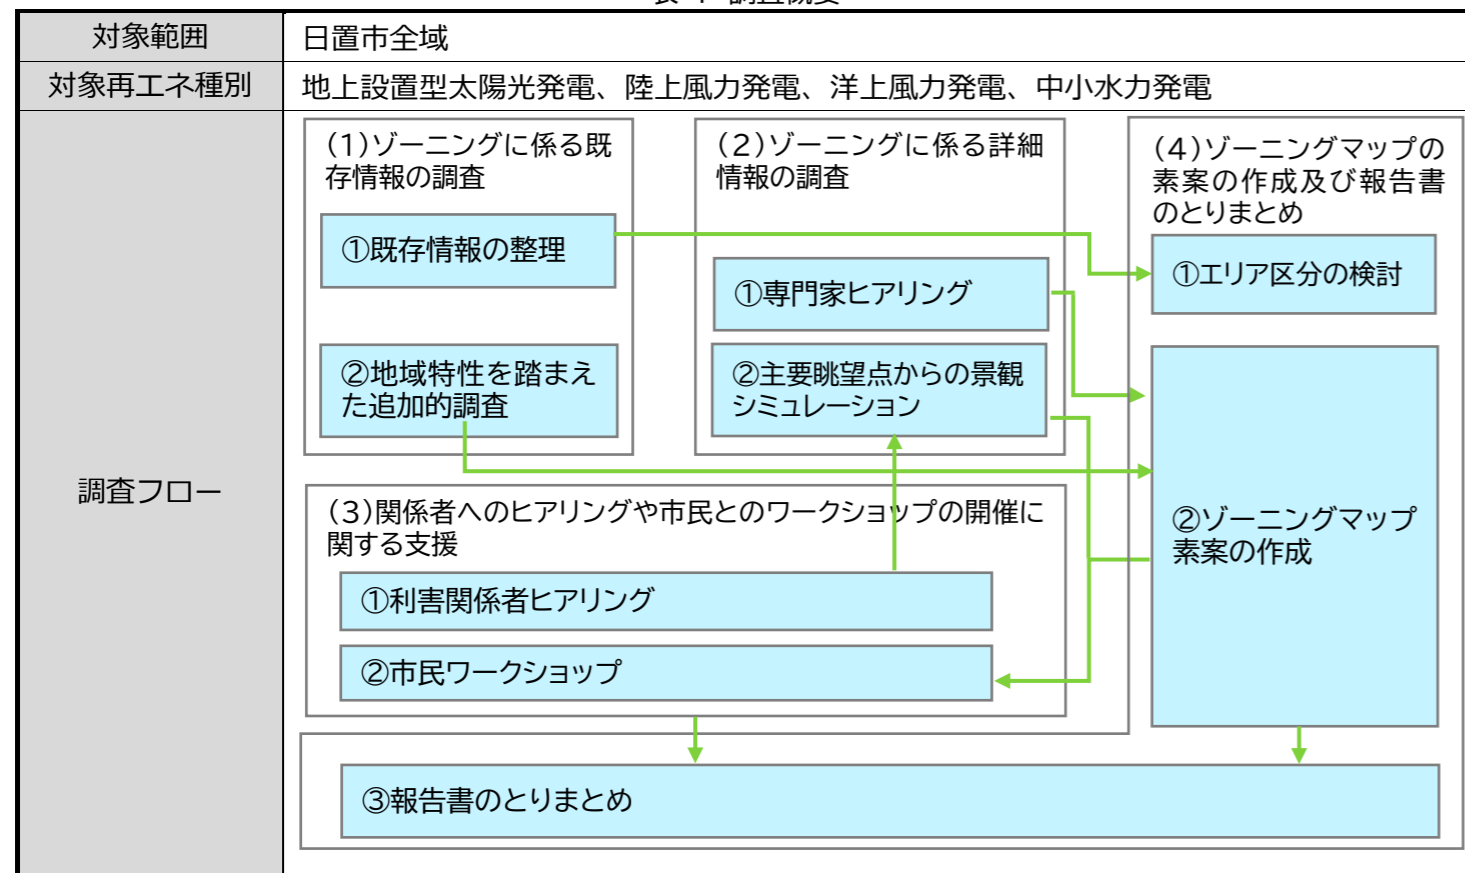 対象範囲
日置市全域
対象再エネ種別
地上設置型太陽光発電、陸上風力発電、洋上風力発電、中小水力発電
調査フロー
(1)ゾーニングに係る既
存情報の調査
①既存情報の整理
②地域特性を踏まえ
た追加的調査
(2)ゾーニングに係る詳細
情報の調査
①専門家ヒアリング
②主要眺望点からの景観
シミュレーション
(3)関係者へのヒアリングや市民とのワークショップの開催に
関する支援
①利害関係者ヒアリング
②市民ワークショップ
(4)ゾーニングマップの
素案の作成及び報告書
のとりまとめ
①エリア区分の検討
②ゾーニングマップ
素案の作成
③報告書のとりまとめ